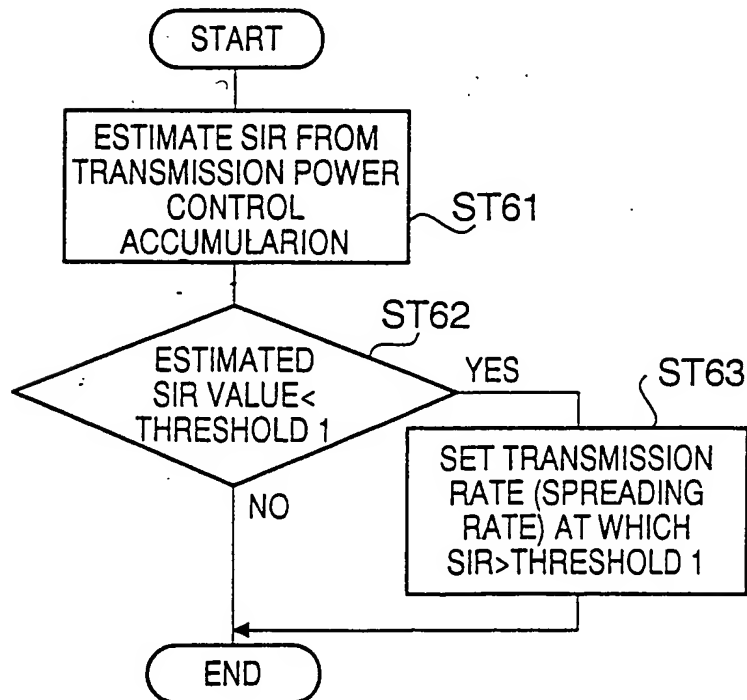 START
ESTIMATE SIR FROM
TRANSMISSION POWER
CONTROL
ACCUMULARION
ST61
ST62
ESTIMATED
SIR VALUE<
THRESHOLD 1
YES
NO
ST63
SET TRANSMISSION
RATE (SPREADING
RATE) AT WHICH
SIR>THRESHOLD 1
END